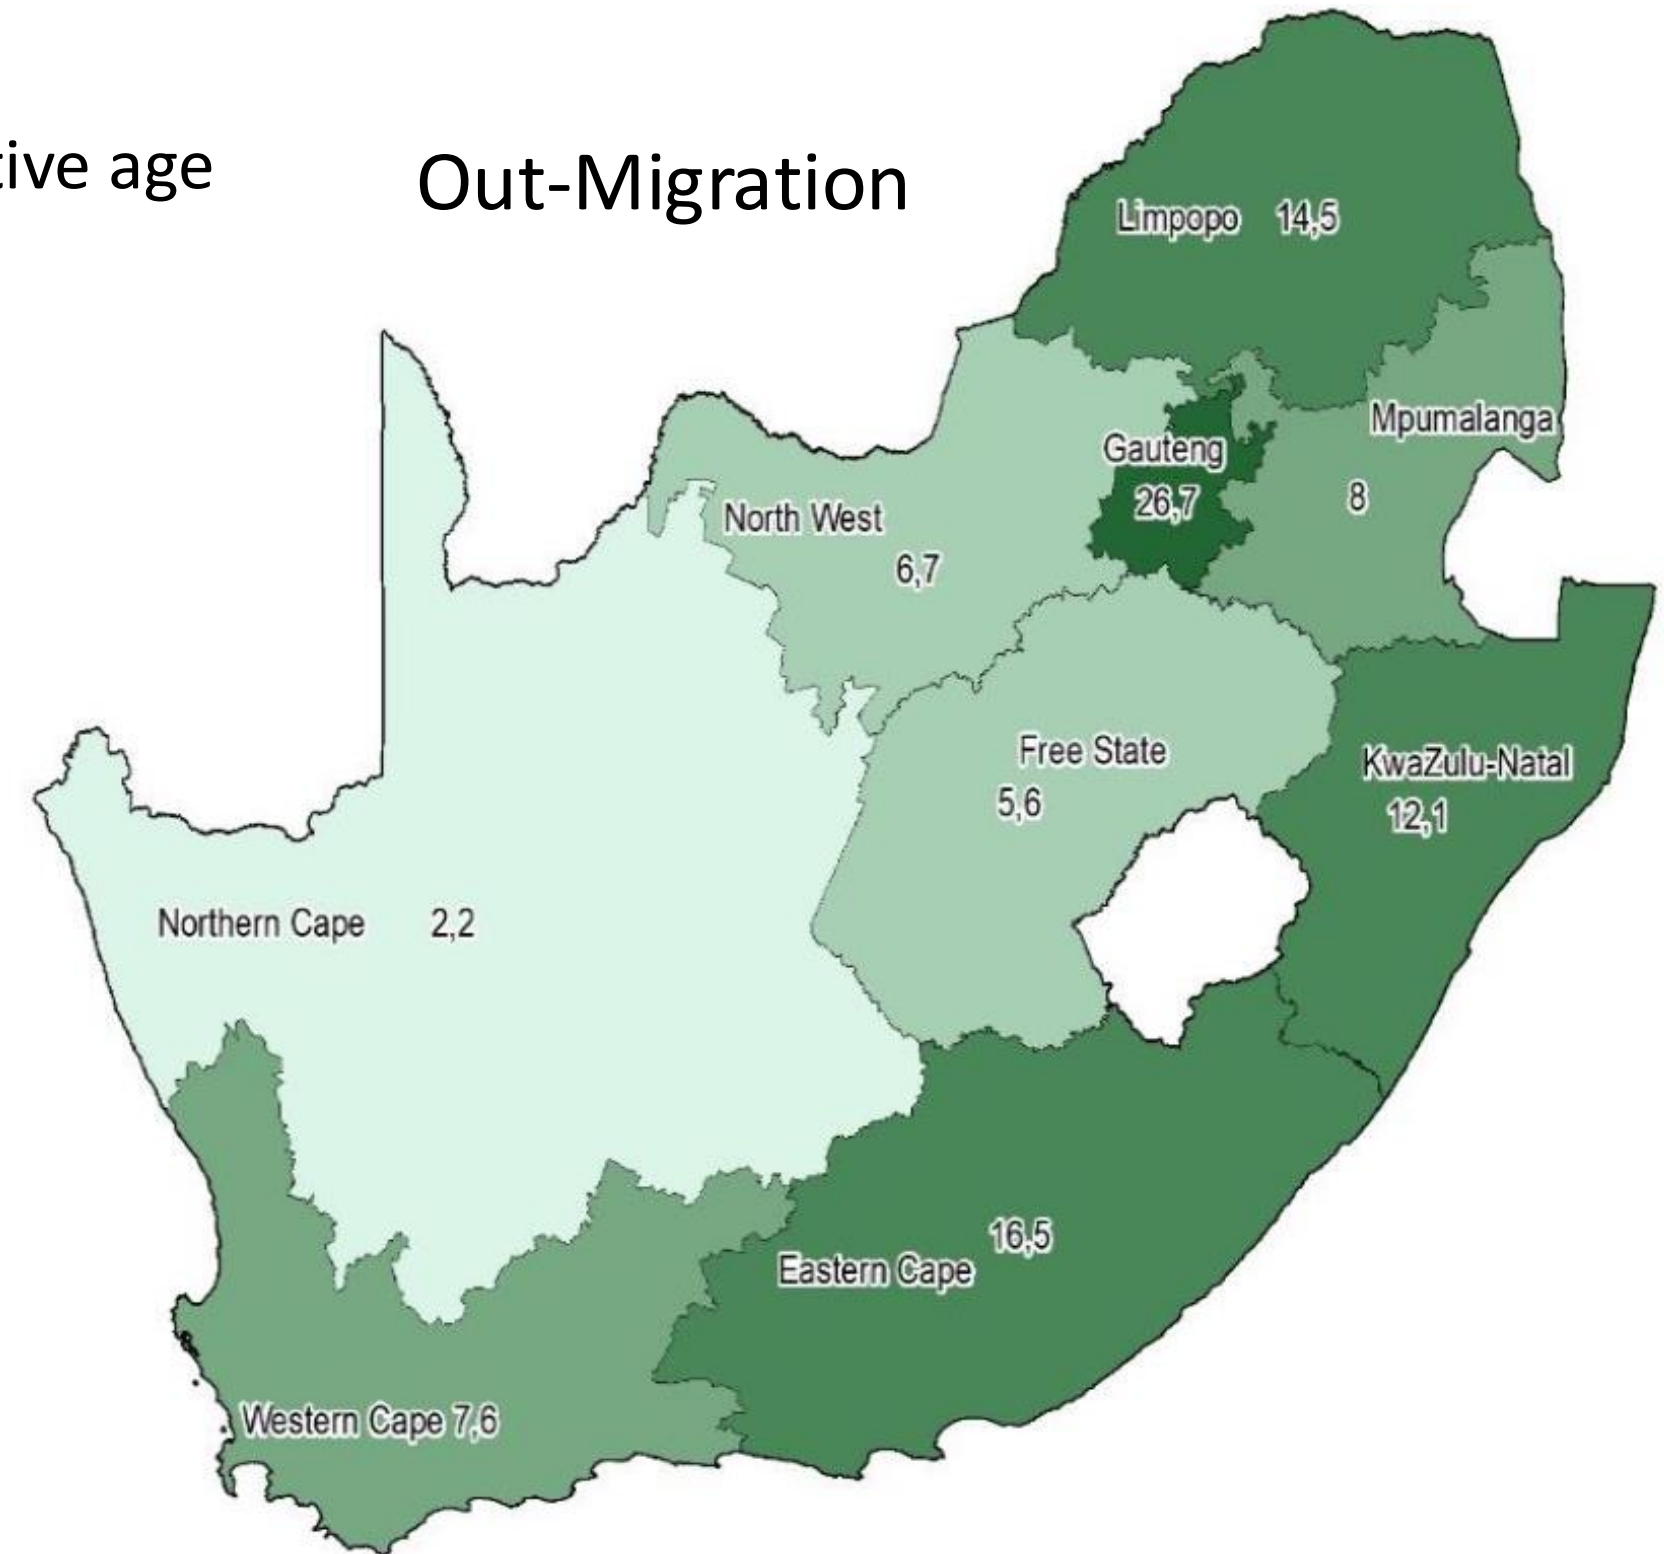 tive age
Out-Migration
Limpopo 14,5
Mpumalanga
8
Gauteng
26,7
North West
6,7
Free State
5,6
KwaZulu-Natal
12,1
Northern Cape 2,2
16,5
Eastern Cape
Western Cape 7,6